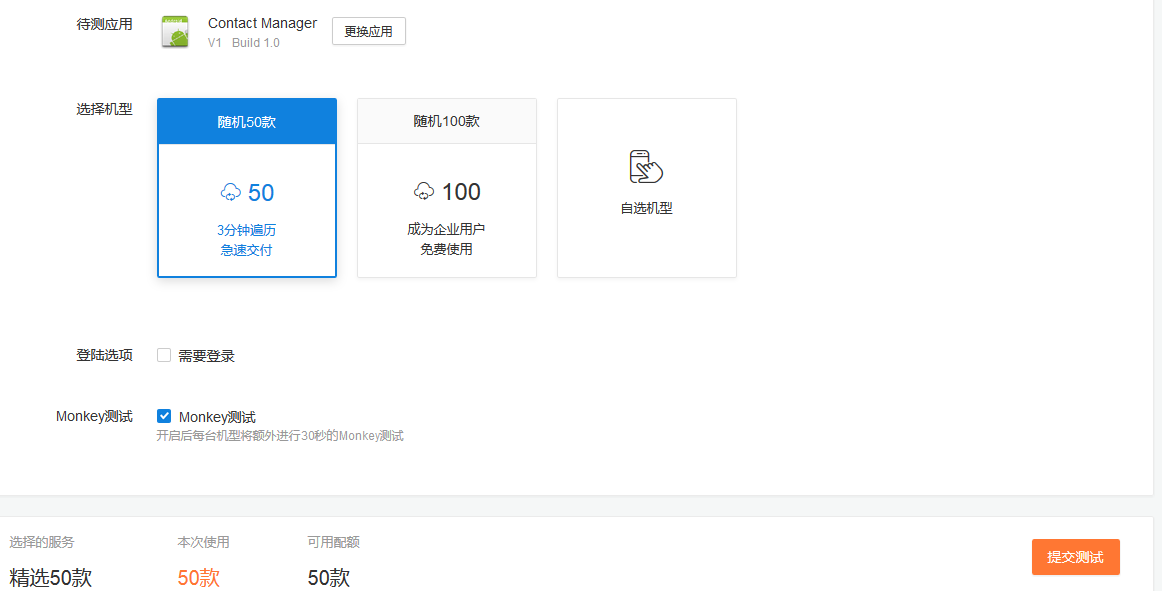 待测应用
Contact Manager
V1 Build 1.0
更换应用
选择机型
随机50款
50
3分钟遍历
急速交付
随机100款
100
成为企业用户
免费使用
自选机型
登陆选项
需要登录
Monkey测试
Monkey测试
开启后每台机型将额外进行30秒的Monkey测试
选择的服务
精选50款
本次使用
50款
可用配额
50款
提交测试